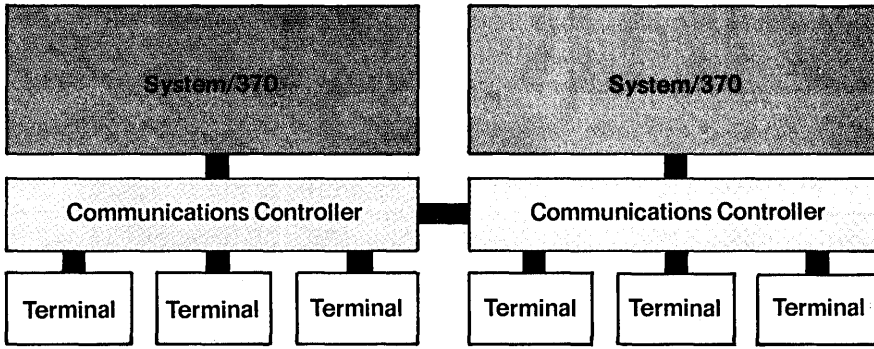 System/370
System/370
Communications Controller
Communications Controller
Terminal
Terminal
Terminal
Terminal
Terminal
Terminal